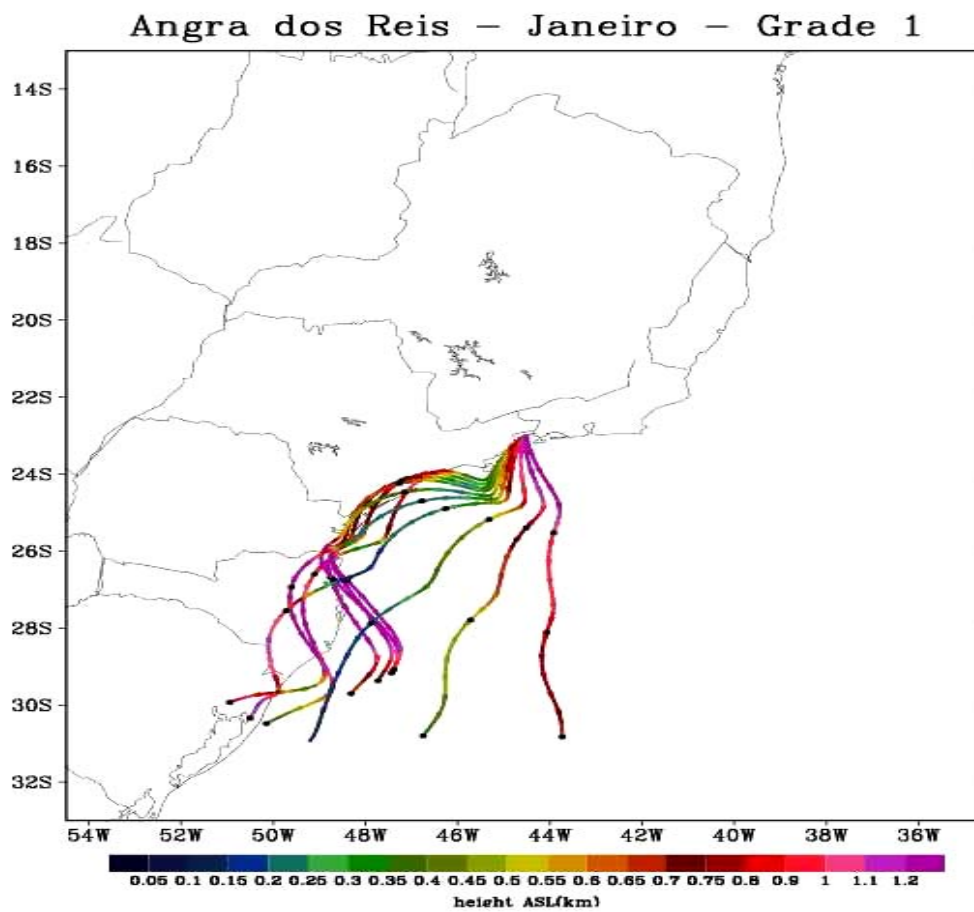 Angra dos Reis – Janeiro – Grade 1
14S
16S
18S
20S
22S
24S
26S
28S
30S
32S
54W 52W 50W 48W 46W 44W 42W 40W 38W 36W
0.05 0.1 0.15 0.2 0.25 0.3 0.35 0.4 0.45 0.5 0.55 0.6 0.65 0.7 0.75 0.8 0.9 1 1.1 1.2
height ASL(km)